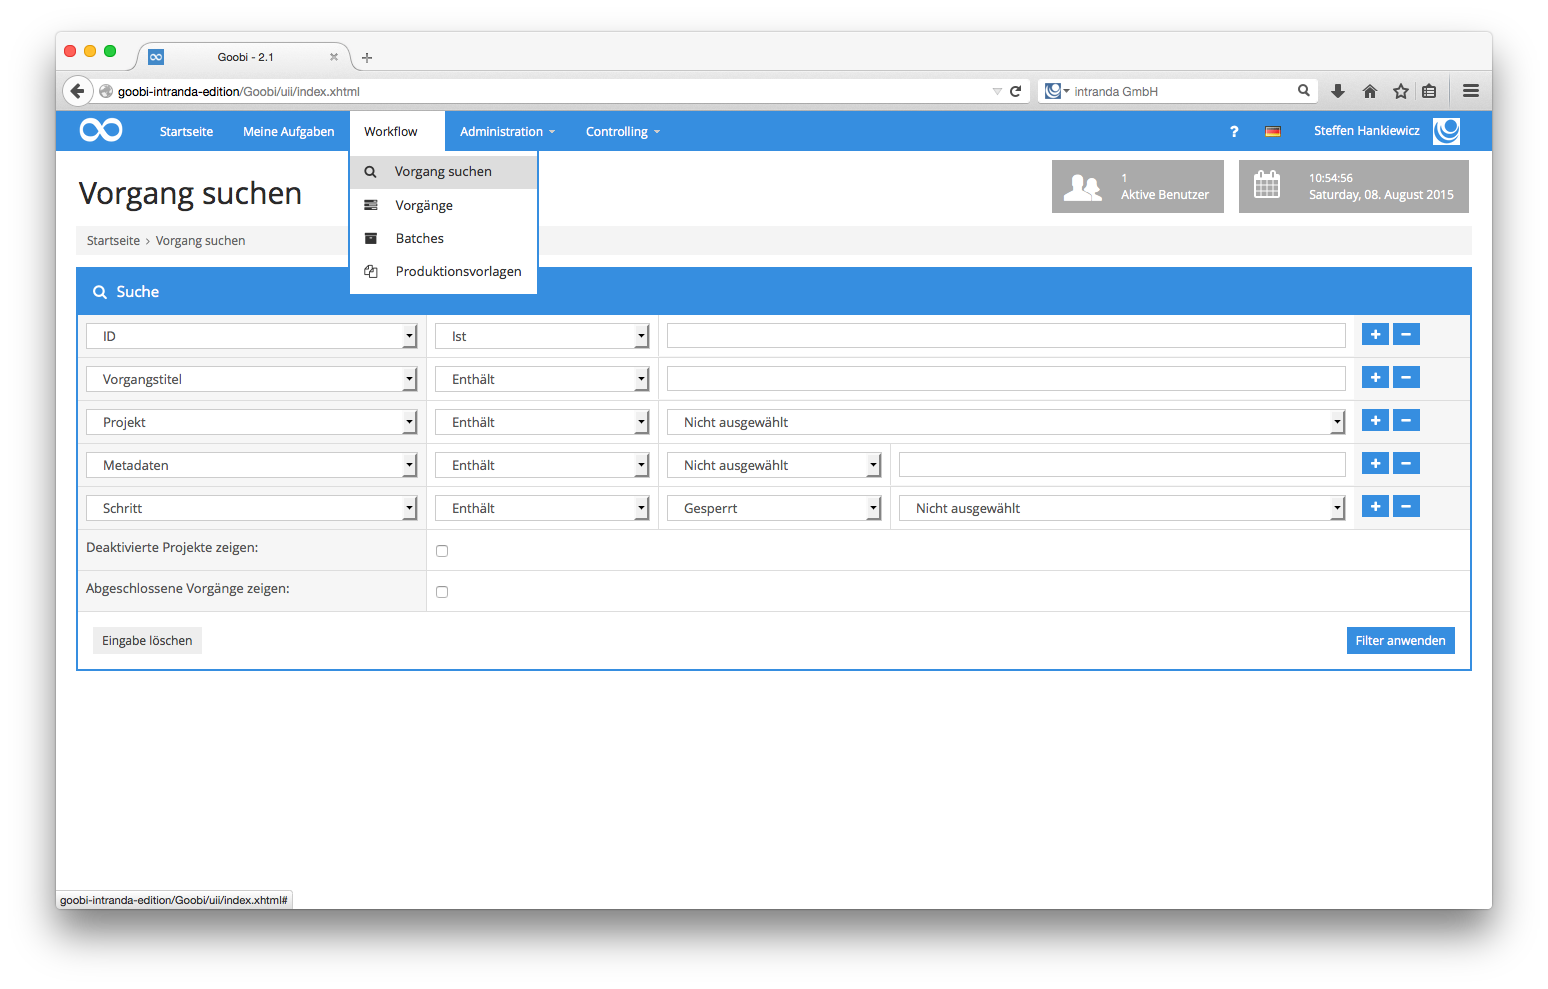 Goobi - 2.1
goobi-intranda-edition/Goobi/uii/index.xhtml
intranda GmbH
Startseite
Meine Aufgaben
Workflow
Administration
Controlling
?
Steffen Hankiewicz
Vorgang suchen
Vorgänge
Batches
Produktionsvorlagen
Vorgang suchen
1
Aktive Benutzer
10:54:56
Saturday, 08. August 2015
Startseite › Vorgang suchen
Suche
ID Ist
Vorgangstitel Enthält
Projekt Enthält Nicht ausgewählt
Metadaten Enthält Nicht ausgewählt
Schritt Enthält Gesperrt Nicht ausgewählt
Deaktivierte Projekte zeigen:
Abgeschlossene Vorgänge zeigen:
Eingabe löschen
Filter anwenden
goobi-intranda-edition/Goobi/uii/index.xhtml#